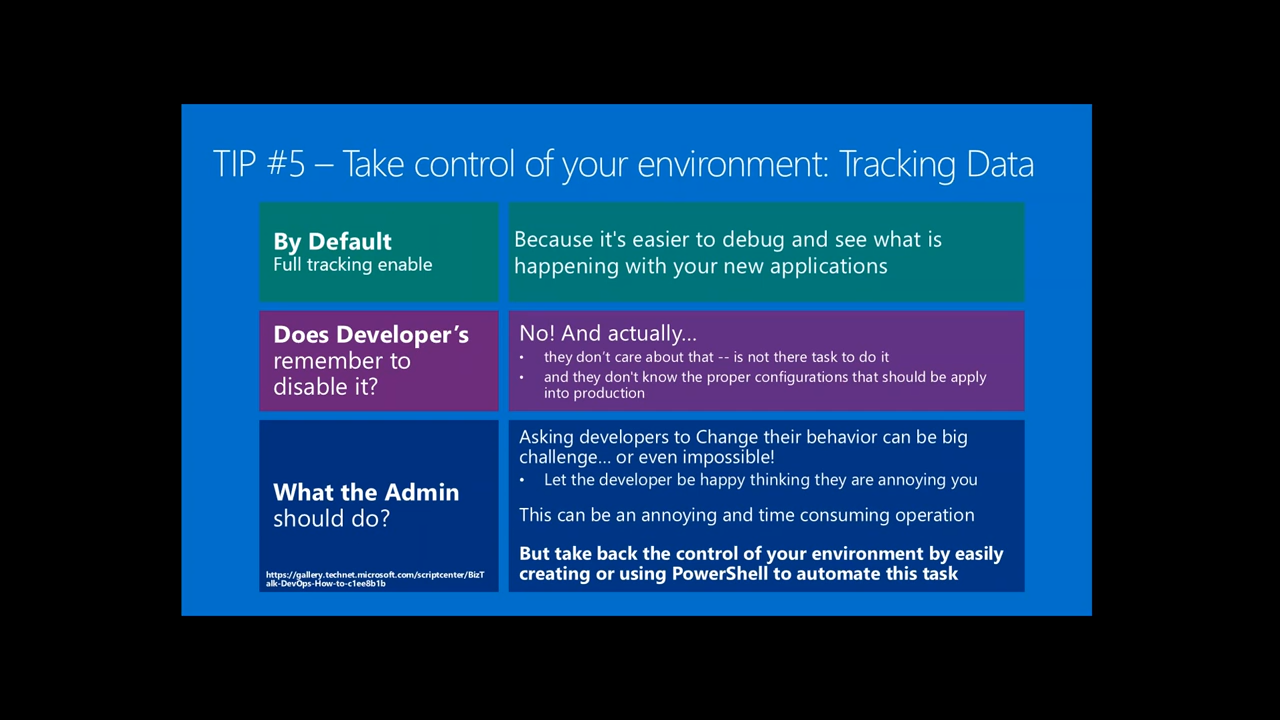 TIP #5 – Take control of your environment: Tracking Data
By Default
Full tracking enable
Because it's easier to debug and see what is
happening with your new applications
Does Developer’s
remember to
disable it?
No! And actually…
• they don’t care about that -- is not there task to do it
• and they don't know the proper configurations that should be apply
into production
What the Admin
should do?
https://gallery.technet.microsoft.com/scriptcenter/BizT
alk-DevOps-How-to-c1ee8b1b
Asking developers to Change their behavior can be big
challenge… or even impossible!
• Let the developer be happy thinking they are annoying you
This can be an annoying and time consuming operation
But take back the control of your environment by easily
creating or using PowerShell to automate this task